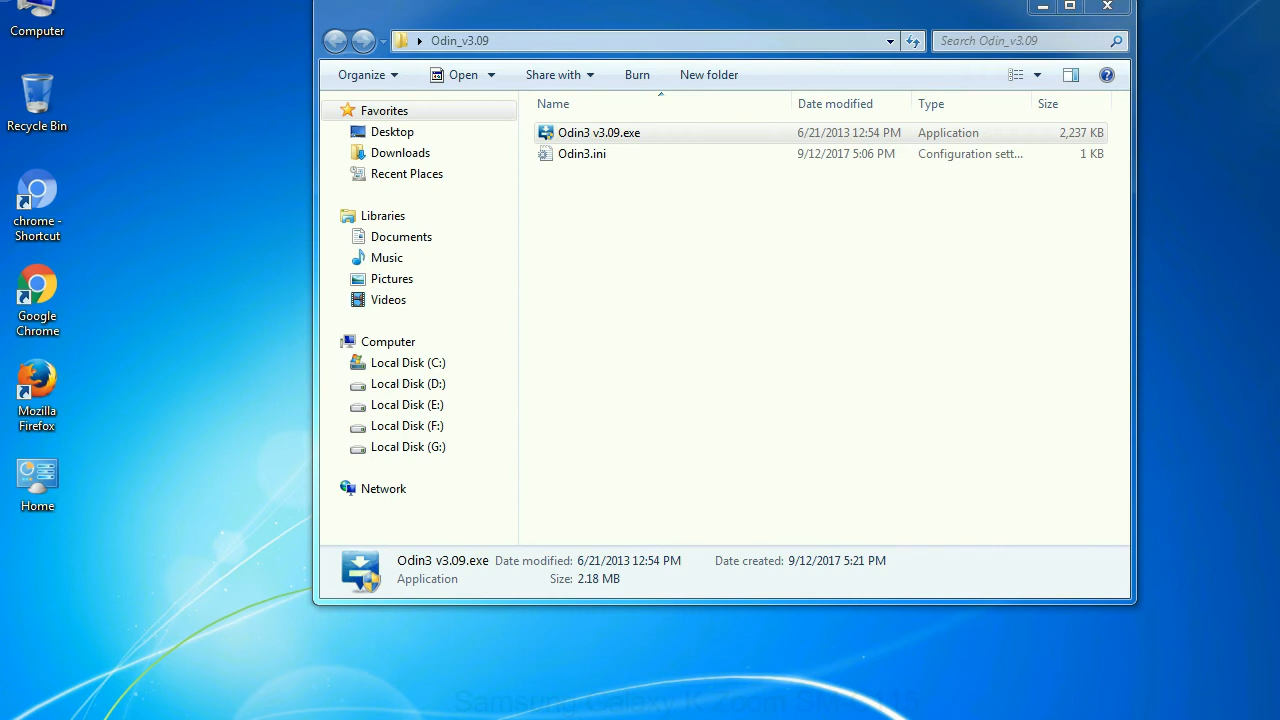 Computer
Recycle Bin
chrome -
Shortcut
Google
Chrome
Mozilla
Firefox
Home
Odin_v3.09
Search Odin_v3.09
Organize
Open
Share with
Burn
New folder
Favorites
Desktop
Downloads
Recent Places
Libraries
Documents
Music
Pictures
Videos
Computer
Local Disk (C:)
Local Disk (D:)
Local Disk (E:)
Local Disk (F:)
Local Disk (G:)
Network
Name Date modified Type Size
Odin3 v3.09.exe 6/21/2013 12:54 PM Application 2,237 KB
Odin3.ini 9/12/2017 5:06 PM Configuration sett... 1 KB
Odin3 v3.09.exe Date modified: 6/21/2013 12:54 PM Date created: 9/12/2017 5:21 PM
Application Size: 2.18 MB
Samsung Galaxy K Zoom